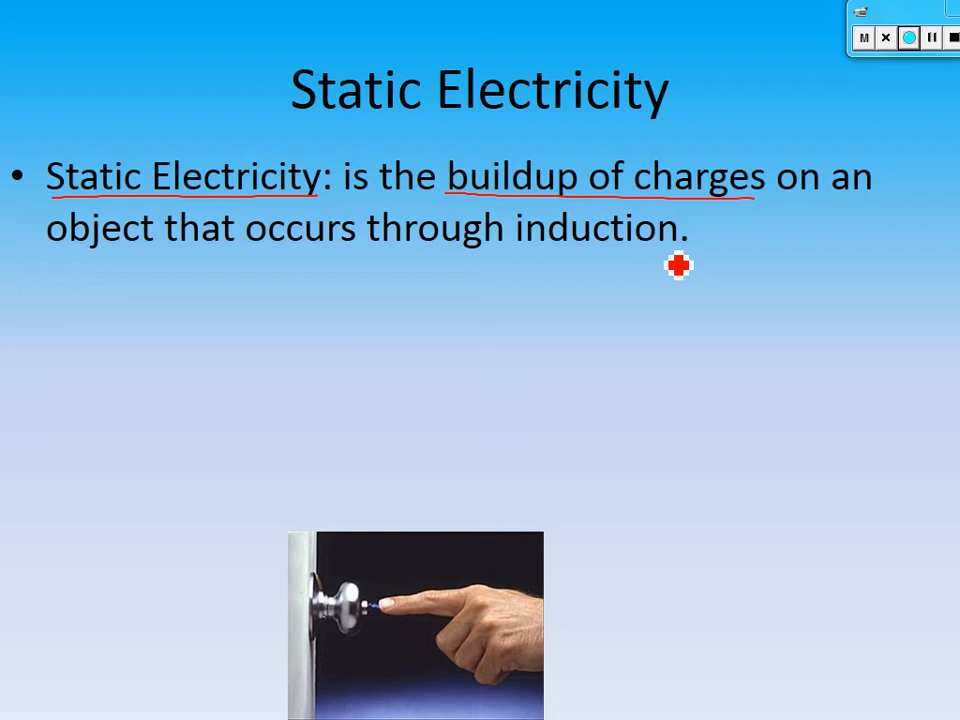 M
Static Electricity
• Static Electricity: is the buildup of charges on an
object that occurs through induction.